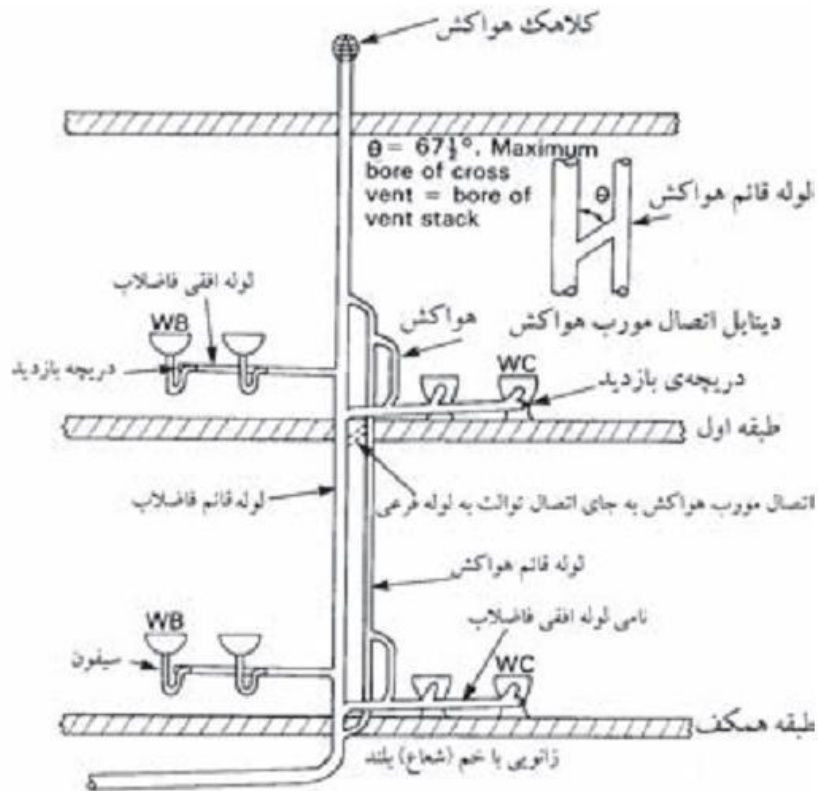 کلاهک هواکش
θ = 67½°. Maximum
bore of cross
vent = bore of
vent stack
θ
لوله قائم هواکش
لوله افقی فاضلاب
WB
هواکش
دیتایل اتصال مورب هواکش
WC
دریچه بازدید
دریچه‌ی بازدید
طبقه اول
لوله قائم فاضلاب
اتصال مورب هواکش به جای اتصال توالت به لوله فرعی
لوله قائم هواکش
WB
نامی لوله افقی فاضلاب
سیفون
WC
طبقه همکف
زانویی با خم (شعاع) بلند